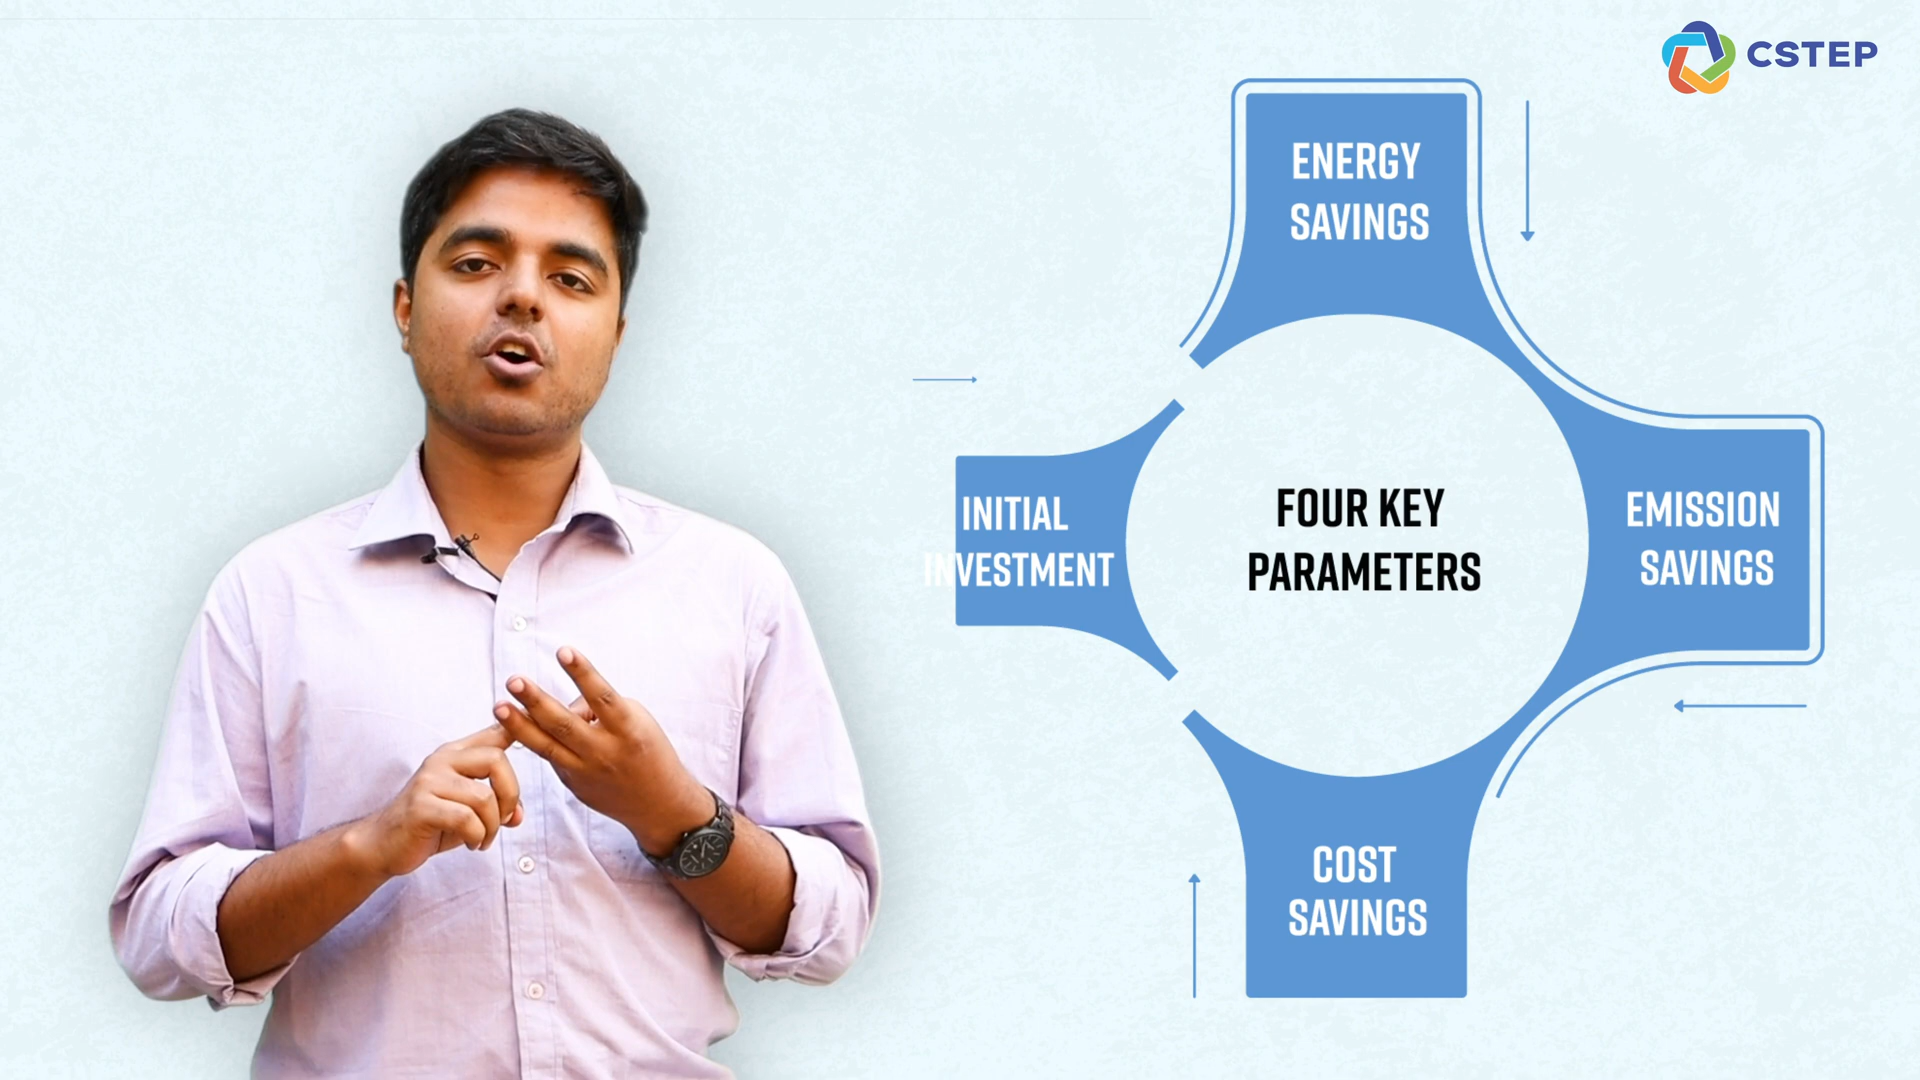 CSTEP
ENERGY
SAVINGS
INITIAL
INVESTMENT
FOUR KEY
PARAMETERS
EMISSION
SAVINGS
COST
SAVINGS